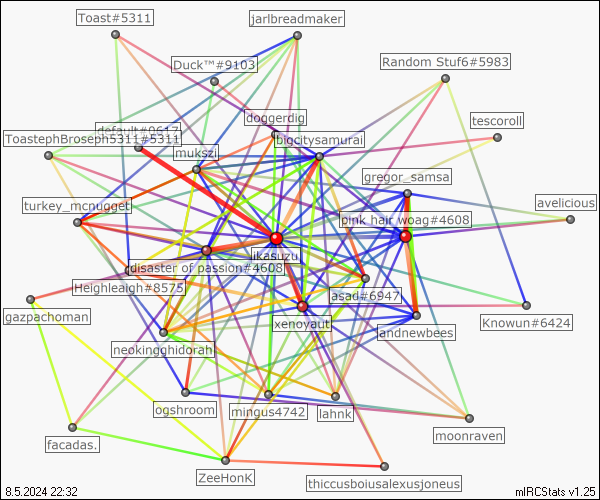 Toast#5311
jarlbreadmaker
Duck™#9103
Random Stuf6#5983
doggerdig
tescoroll
default#0617
ToastephBroseph5311#5311
bigcitysamurai
mukszi
gregor_samsa
turkey_mcnugget
pink hair woag#4608
avelicious
ikasuzu
disaster of passion#4608
Heighleaigh#8575
asad#6947
gazpachoman
xenoyaut
landnewbees
Knowun#6424
neokingghidorah
ogshroom
mingus4742
lahnk
moonraven
facadas.
ZeeHonK
thiccusboiusalexusjoneus
8.5.2024 22:32
mIRCStats v1.25